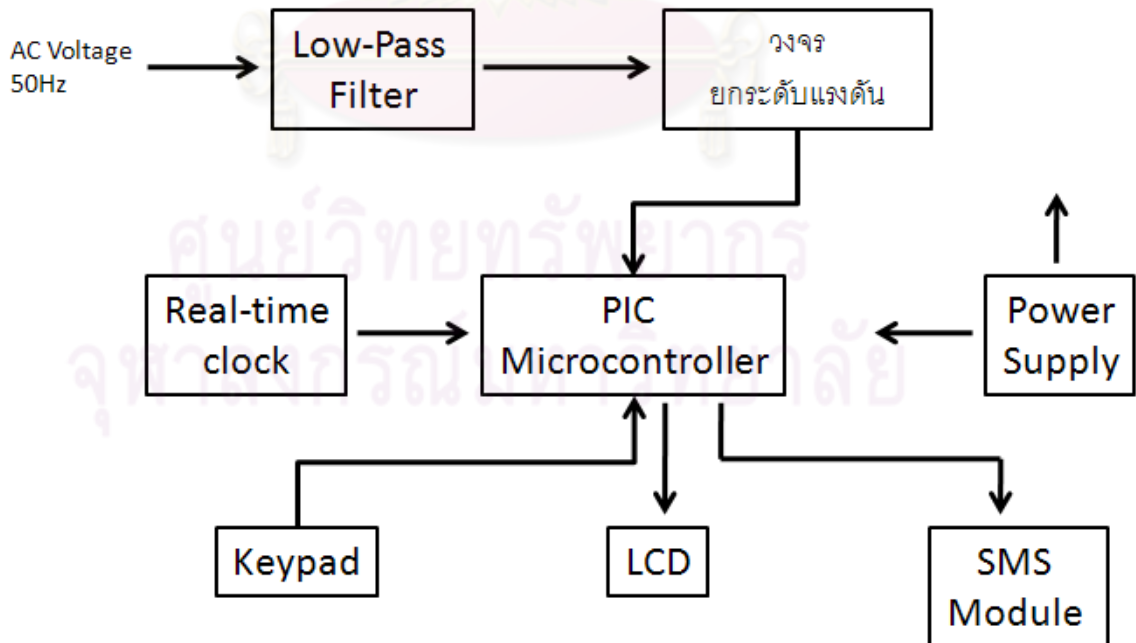 AC Voltage
50Hz
Low-Pass
Filter
วงจร
ยกระดับแรงดัน
Real-time
clock
PIC
Microcontroller
Power
Supply
Keypad
LCD
SMS
Module
ศูนย์วิทยทรัพยากร
จุฬาลงกรณ์มหาวิทยาลัย